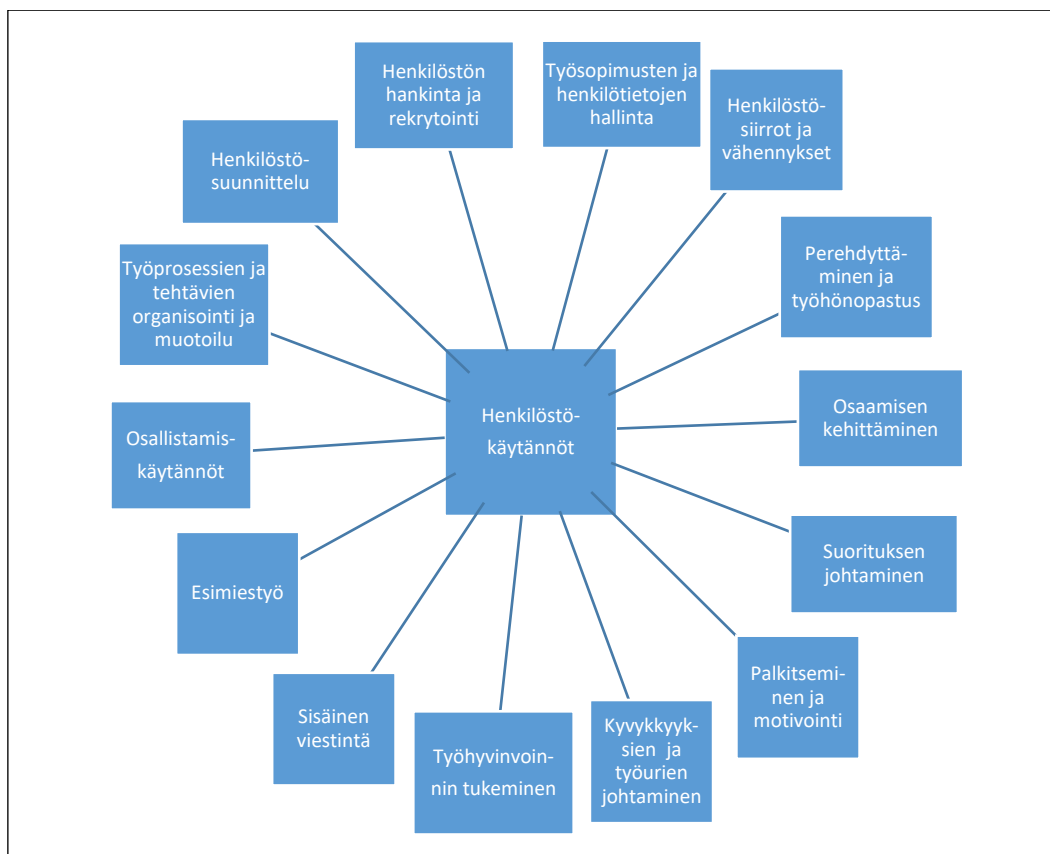 Henkilöstön
hankinta ja
rekrytointi
Työsopimusten ja
henkilötietojen
hallinta
Henkilöstö-
siirrot ja
vähennykset
Henkilöstö-
suunnittelu
Perehdyttä-
minen ja
työhönopastus
Työprosessien ja
tehtävien
organisointi ja
muotoilu
Henkilöstö-
käytännöt
Osaamisen
kehittäminen
Osallistamis-
käytännöt
Suorituksen
johtaminen
Esimiestyö
Palkitsemi-
nen ja
motivointi
Sisäinen
viestintä
Työhyvinvoin-
nin tukeminen
Kyvykkyyk-
sien ja
työurien
johtaminen